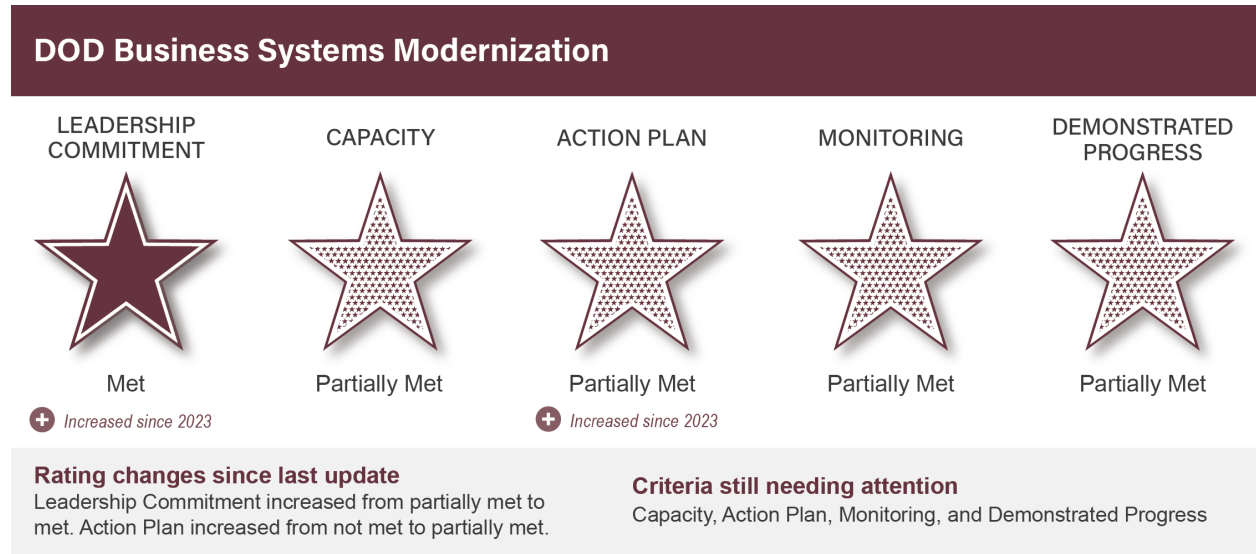 DOD Business Systems Modernization
LEADERSHIP
COMMITMENT
CAPACITY
ACTION PLAN
MONITORING
DEMONSTRATED
PROGRESS
Met
Partially Met
Partially Met
Partially Met
Partially Met
Increased since 2023
Increased since 2023
Rating changes since last update
Leadership Commitment increased from partially met to
met. Action Plan increased from not met to partially met.
Criteria still needing attention
Capacity, Action Plan, Monitoring, and Demonstrated Progress